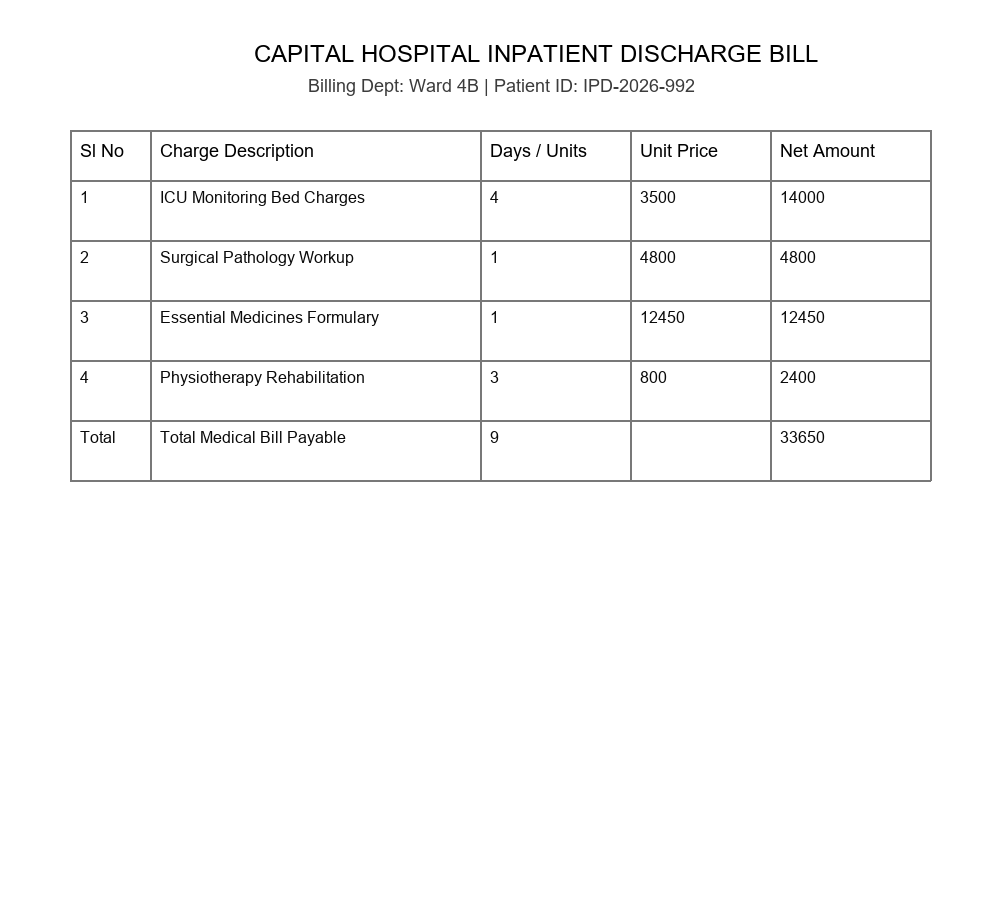 CAPITAL HOSPITAL INPATIENT DISCHARGE BILL
Billing Dept: Ward 4B | Patient ID: IPD-2026-992
Sl No Charge Description Days / Units Unit Price Net Amount
1 ICU Monitoring Bed Charges 4 3500 14000
2 Surgical Pathology Workup 1 4800 4800
3 Essential Medicines Formulary 1 12450 12450
4 Physiotherapy Rehabilitation 3 800 2400
Total Total Medical Bill Payable 9 33650